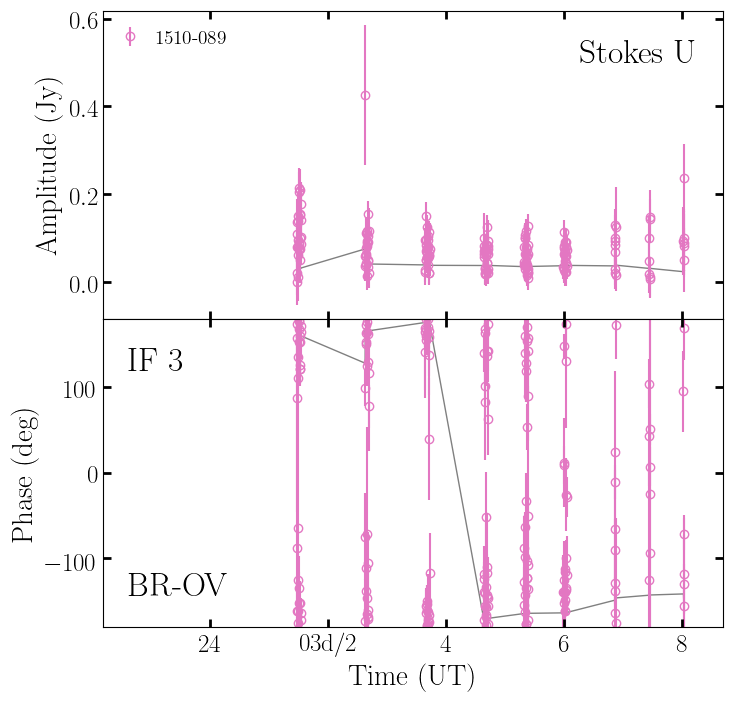 0.6
1510-089
Stokes U
0.4
0.2
0.0
Amplitude (Jy)
IF 3
100
0
−100
Phase (deg)
BR-OV
24
03d/2
4
6
8
Time (UT)